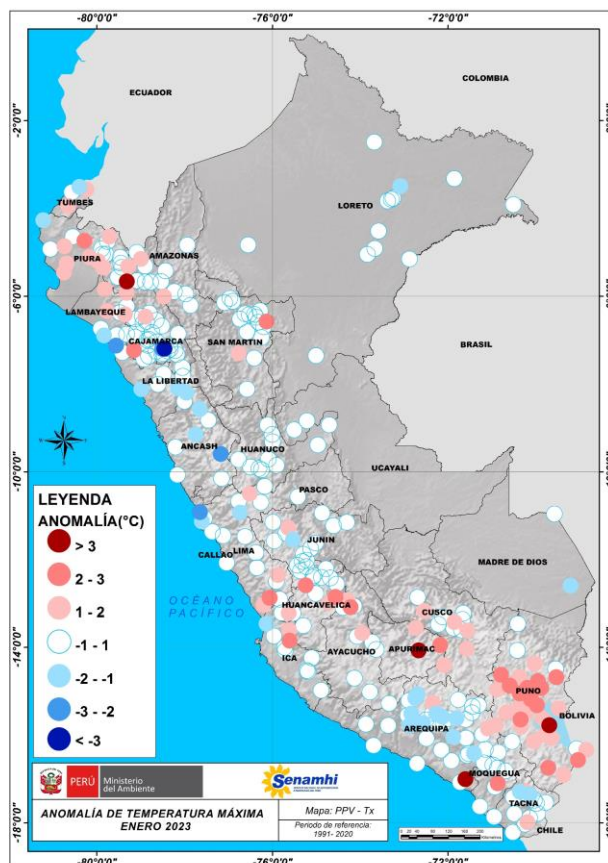 -80°0'0" -76°0'0" -72°0'0"
COLOMBIA
ECUADOR
-2°0'0"
TUMBES
LORETO
PIURA
AMAZONAS
-6°0'0"
LAMBAYEQUE
BRASIL
CAJAMARCA
SAN MARTIN
LA LIBERTAD
ANCASH
HUANUCO
UCAYALI
-10°0'0"
PASCO
LEYENDA
ANOMALÍA(°C)
> 3
2 - 3
1 - 2
-1 - 1
-2 - -1
-3 - -2
< -3
JUNIN
CALLAO
LIMA
MADRE DE DIOS
OCÉANO
PACÍFICO
HUANCAVELICA
CUSCO
ICA
AYACUCHO
APURIMAC
-14°0'0"
PUNO
BOLIVIA
AREQUIPA
MOQUEGUA
TACNA
CHILE
-18°0'0"
PERÚ
Ministerio
del Ambiente
Senamhi
ANOMALÍA DE TEMPERATURA MÁXIMA
ENERO 2023
Mapa: PPV - Tx
Periodo de referencia:
1991- 2020
-80°0'0" -76°0'0" -72°0'0"